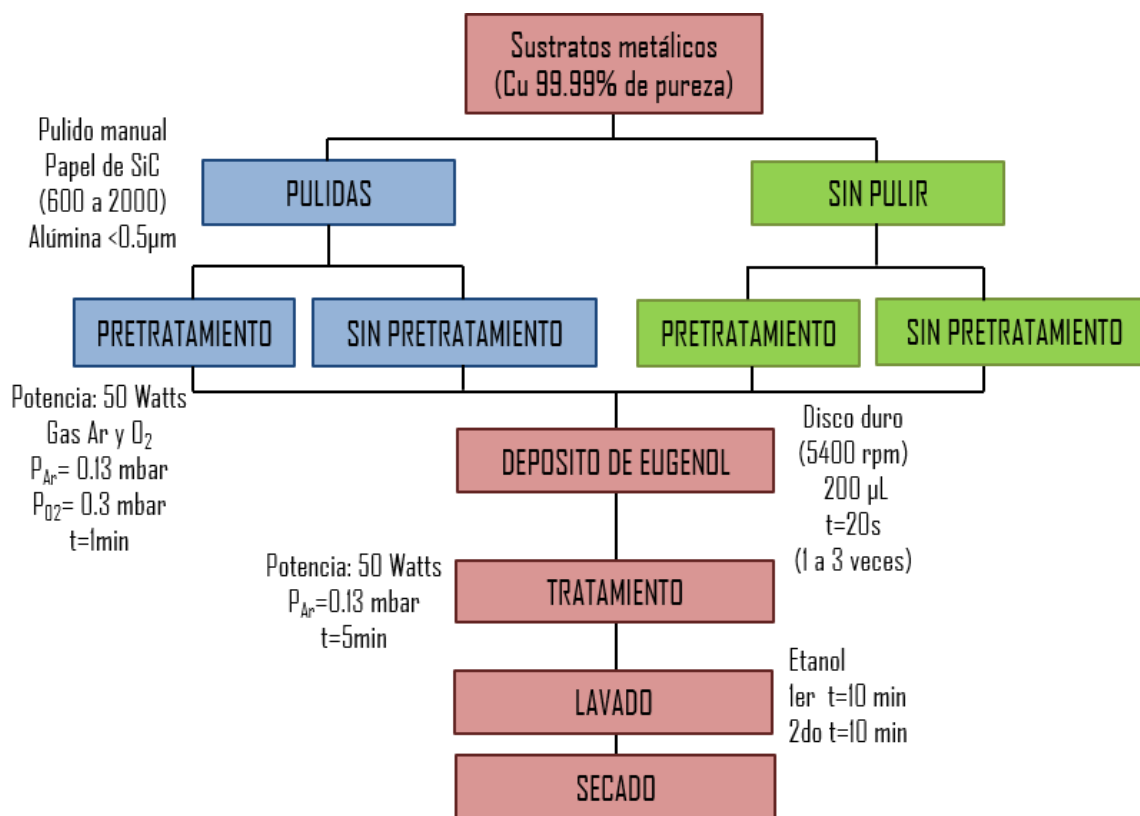 Sustratos metálicos
(Cu 99.99% de pureza)
Pulido manual
Papel de SiC
(600 a 2000)
Alúmina <0.5µm
PULIDAS
SIN PULIR
PRETRATAMIENTO
SIN PRETRATAMIENTO
PRETRATAMIENTO
SIN PRETRATAMIENTO
Potencia: 50 Watts
Gas Ar y O₂
P_Ar= 0.13 mbar
P_O2= 0.3 mbar
t=1min
DEPOSITO DE EUGENOL
Disco duro
(5400 rpm)
200 µL
t=20s
(1 a 3 veces)
Potencia: 50 Watts
P_Ar=0.13 mbar
t=5min
TRATAMIENTO
LAVADO
Etanol
1er t=10 min
2do t=10 min
SECADO